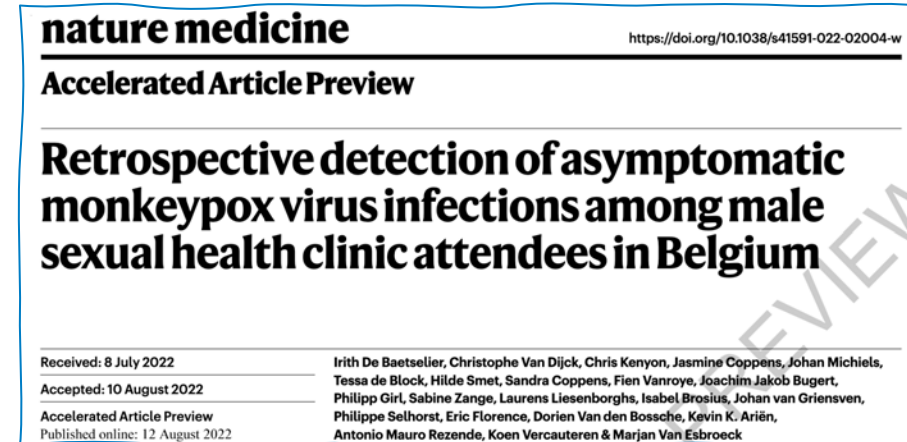 nature medicine
https://doi.org/10.1038/s41591-022-02004-w
Accelerated Article Preview
Retrospective detection of asymptomatic
monkeypox virus infections among male
sexual health clinic attendees in Belgium
Received: 8 July 2022
Accepted: 10 August 2022
Accelerated Article Preview
Published online: 12 August 2022
Irith De Baetselier, Christophe Van Dijck, Chris Kenyon, Jasmine Coppens, Johan Michiels,
Tessa de Block, Hilde Smet, Sandra Coppens, Fien Vanroye, Joachim Jakob Bugert,
Philipp Girl, Sabine Zange, Laurens Liesenborghs, Isabel Brosius, Johan van Griensven,
Philippe Selhorst, Eric Florence, Dorien Van den Bossche, Kevin K. Ariën,
Antonio Mauro Rezende, Koen Vercauteren & Marjan Van Esbroeck
PREVIEW